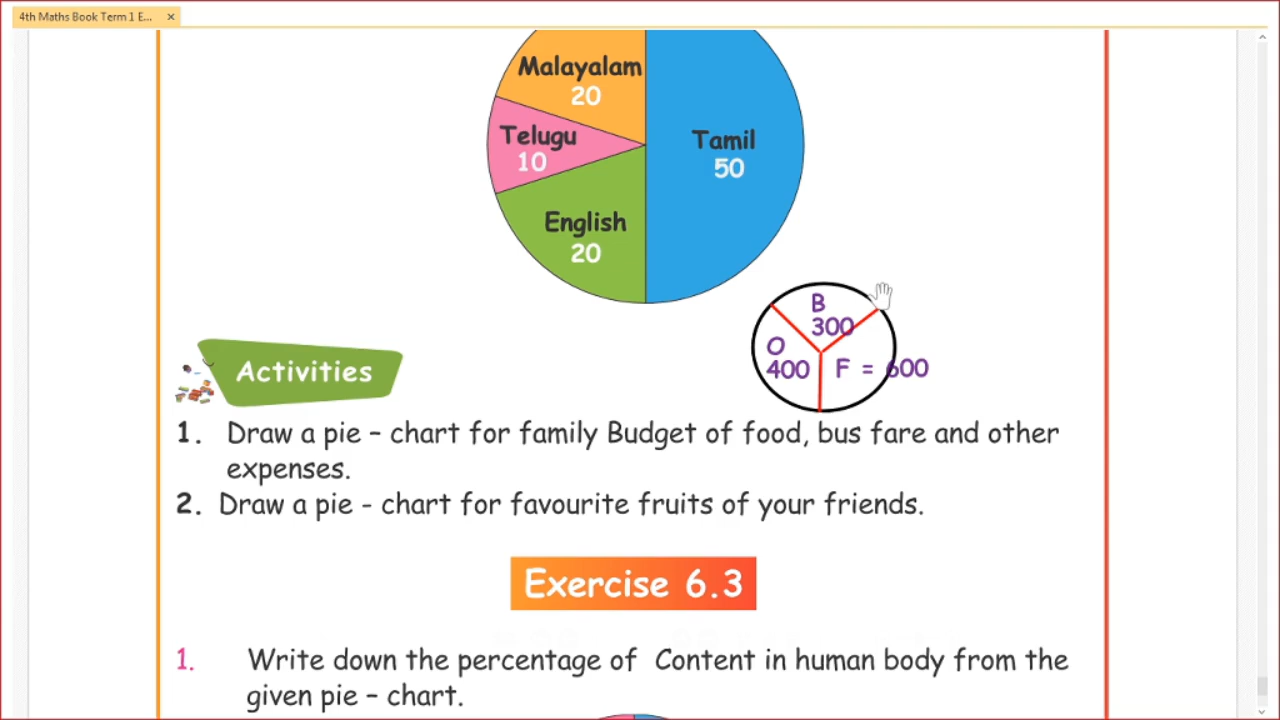 4th Maths Book Term 1 E...
Malayalam
20
Telugu
10
Tamil
50
English
20
B
300
O
400
F = 600
Activities
1. Draw a pie – chart for family Budget of food, bus fare and other
expenses.
2. Draw a pie - chart for favourite fruits of your friends.
Exercise 6.3
1. Write down the percentage of Content in human body from the
given pie – chart.